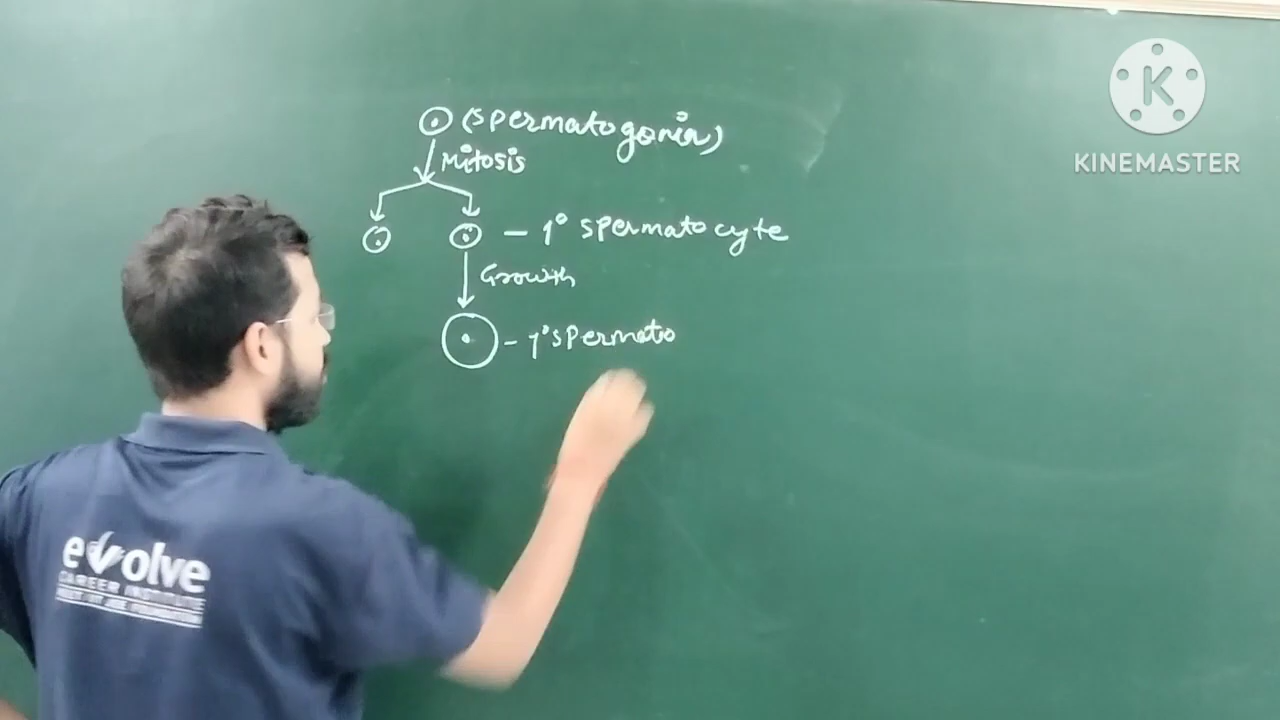 (spermatogonia)
Mitosis
- 1° spermatocyte
Growth
- 1° spermato
KINEMASTER
evolve
CAREER INSTITUTE